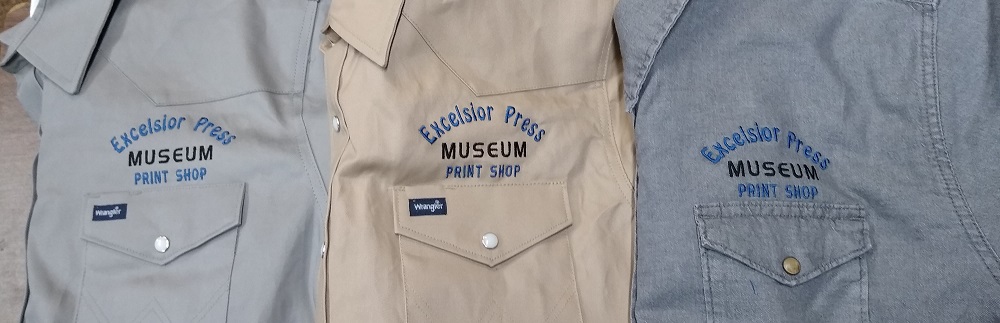 Excelsior Press
MUSEUM
PRINT SHOP
Wrangler
Excelsior Press
MUSEUM
PRINT SHOP
Wrangler
Excelsior Press
MUSEUM
PRINT SHOP